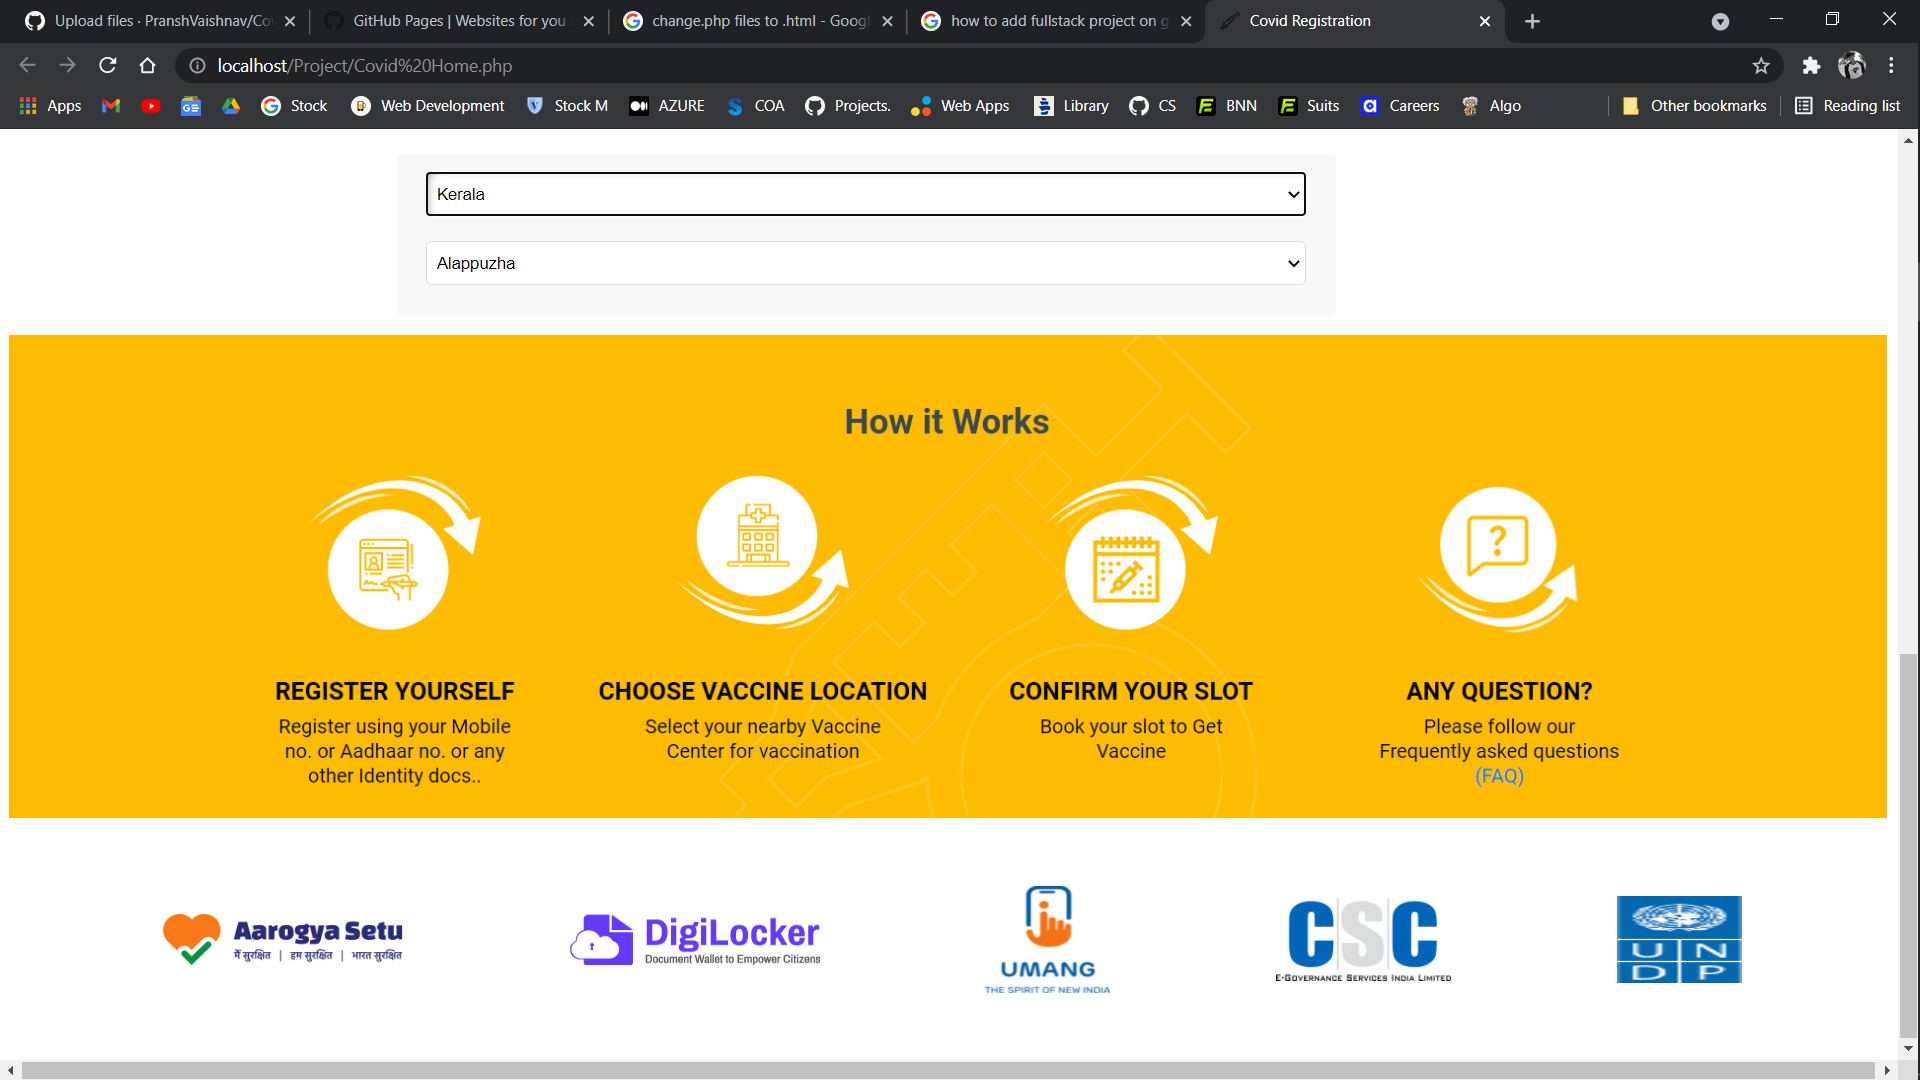 Upload files · PranshVaishnav/Co
GitHub Pages | Websites for you
change.php files to .html - Goog
how to add fullstack project on g
Covid Registration
localhost/Project/Covid%20Home.php
Apps
Stock
Web Development
Stock M
AZURE
COA
Projects.
Web Apps
Library
CS
BNN
Suits
Careers
Algo
Other bookmarks
Reading list
Kerala
Alappuzha
How it Works
REGISTER YOURSELF
Register using your Mobile
no. or Aadhaar no. or any
other Identity docs..
CHOOSE VACCINE LOCATION
Select your nearby Vaccine
Center for vaccination
CONFIRM YOUR SLOT
Book your slot to Get
Vaccine
ANY QUESTION?
Please follow our
Frequently asked questions
(FAQ)
Aarogya Setu
मैं सुरक्षित | हम सुरक्षित | भारत सुरक्षित
DigiLocker
Document Wallet to Empower Citizens
UMANG
THE SPIRIT OF NEW INDIA
CSC
E-GOVERNANCE SERVICES INDIA LIMITED
UN
DP